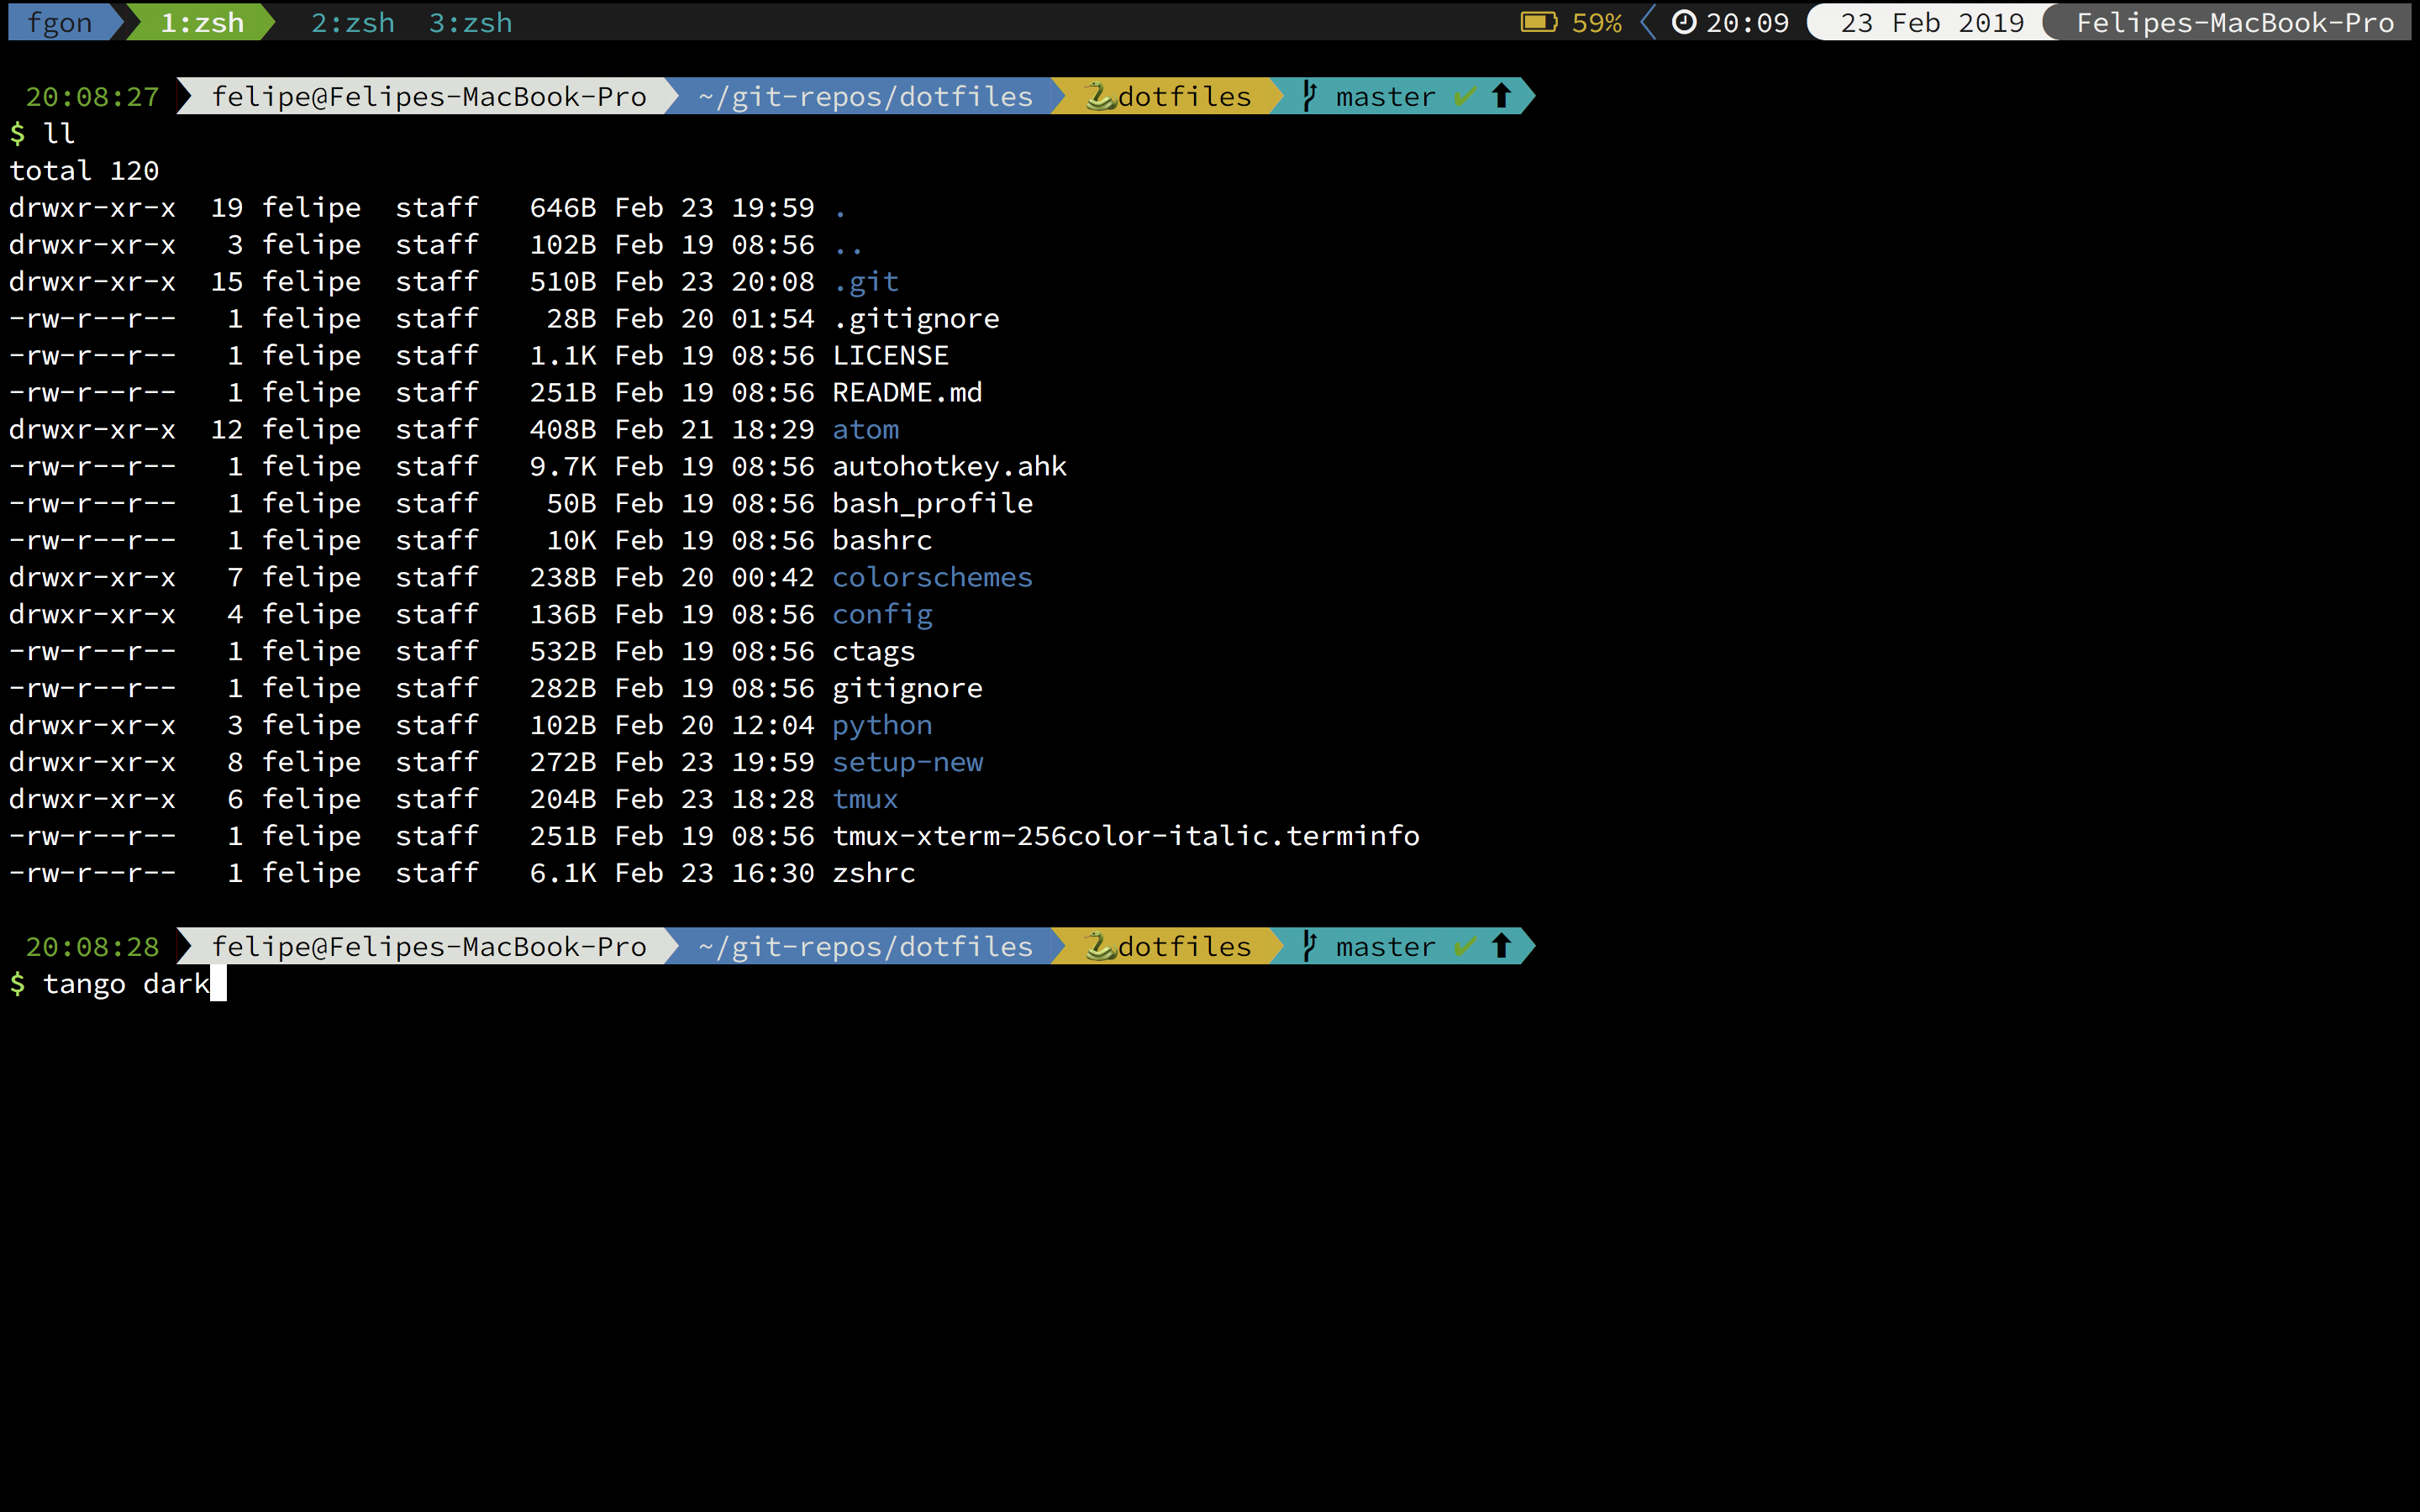 fgon 1:zsh 2:zsh 3:zsh 59% 20:09 23 Feb 2019 Felipes-MacBook-Pro
20:08:27 felipe@Felipes-MacBook-Pro ~/git-repos/dotfiles 🐍dotfiles master ✔ ⬆
$ ll
total 120
drwxr-xr-x  19 felipe  staff   646B Feb 23 19:59 .
drwxr-xr-x   3 felipe  staff   102B Feb 19 08:56 ..
drwxr-xr-x  15 felipe  staff   510B Feb 23 20:08 .git
-rw-r--r--   1 felipe  staff    28B Feb 20 01:54 .gitignore
-rw-r--r--   1 felipe  staff   1.1K Feb 19 08:56 LICENSE
-rw-r--r--   1 felipe  staff   251B Feb 19 08:56 README.md
drwxr-xr-x  12 felipe  staff   408B Feb 21 18:29 atom
-rw-r--r--   1 felipe  staff   9.7K Feb 19 08:56 autohotkey.ahk
-rw-r--r--   1 felipe  staff    50B Feb 19 08:56 bash_profile
-rw-r--r--   1 felipe  staff    10K Feb 19 08:56 bashrc
drwxr-xr-x   7 felipe  staff   238B Feb 20 00:42 colorschemes
drwxr-xr-x   4 felipe  staff   136B Feb 19 08:56 config
-rw-r--r--   1 felipe  staff   532B Feb 19 08:56 ctags
-rw-r--r--   1 felipe  staff   282B Feb 19 08:56 gitignore
drwxr-xr-x   3 felipe  staff   102B Feb 20 12:04 python
drwxr-xr-x   8 felipe  staff   272B Feb 23 19:59 setup-new
drwxr-xr-x   6 felipe  staff   204B Feb 23 18:28 tmux
-rw-r--r--   1 felipe  staff   251B Feb 19 08:56 tmux-xterm-256color-italic.terminfo
-rw-r--r--   1 felipe  staff   6.1K Feb 23 16:30 zshrc
20:08:28 felipe@Felipes-MacBook-Pro ~/git-repos/dotfiles 🐍dotfiles master ✔ ⬆
$ tango dark